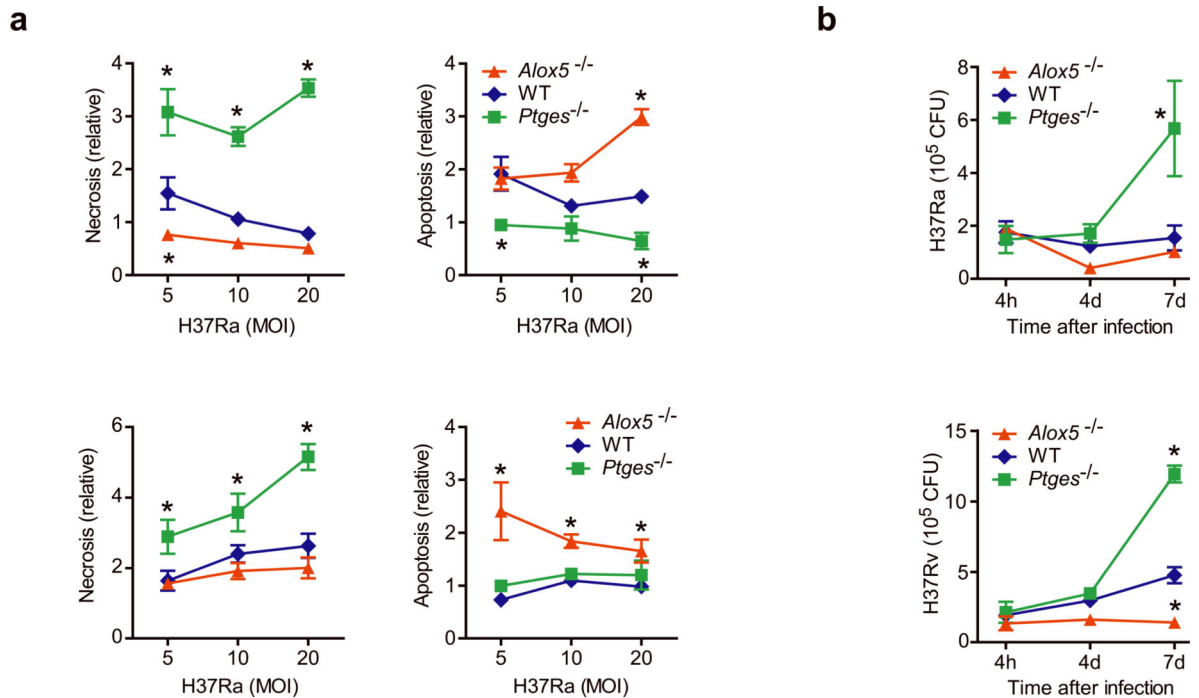 a
b
Necrosis (relative)
4
3
2
1
0
5
10
20
H37Ra (MOI)
*
*
*
*
Apoptosis (relative)
4
3
2
1
0
5
10
20
H37Ra (MOI)
Alox5 -/-
WT
Ptges-/-
*
*
*
H37Ra (10⁵ CFU)
8
6
4
2
0
4h
4d
7d
Time after infection
Alox5 -/-
WT
Ptges-/-
*
Necrosis (relative)
6
4
2
0
5
10
20
H37Ra (MOI)
*
*
*
Apoptosis (relative)
4
3
2
1
0
5
10
20
H37Ra (MOI)
Alox5 -/-
WT
Ptges-/-
*
*
*
H37Rv (10⁵ CFU)
15
10
5
0
4h
4d
7d
Time after infection
Alox5 -/-
WT
Ptges-/-
*
*